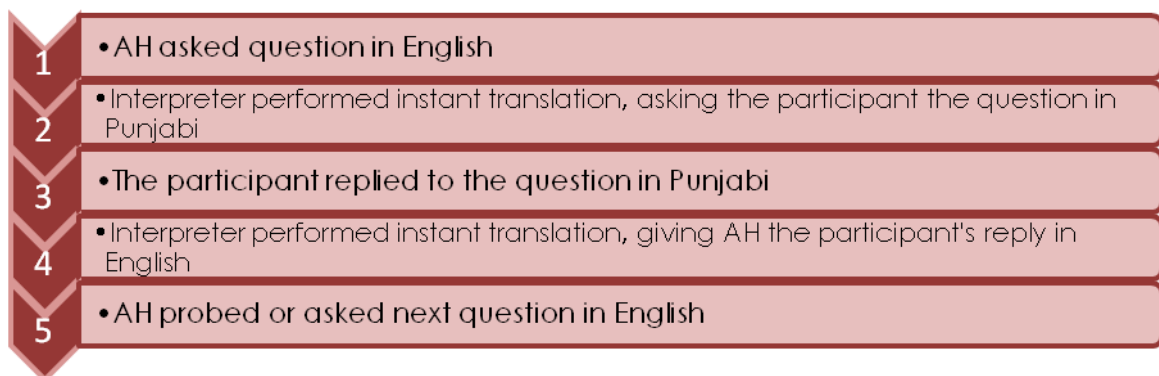 1
•AH asked question in English
2
•Interpreter performed instant translation, asking the participant the question in
Punjabi
3
•The participant replied to the question in Punjabi
4
•Interpreter performed instant translation, giving AH the participant's reply in
English
5
•AH probed or asked next question in English